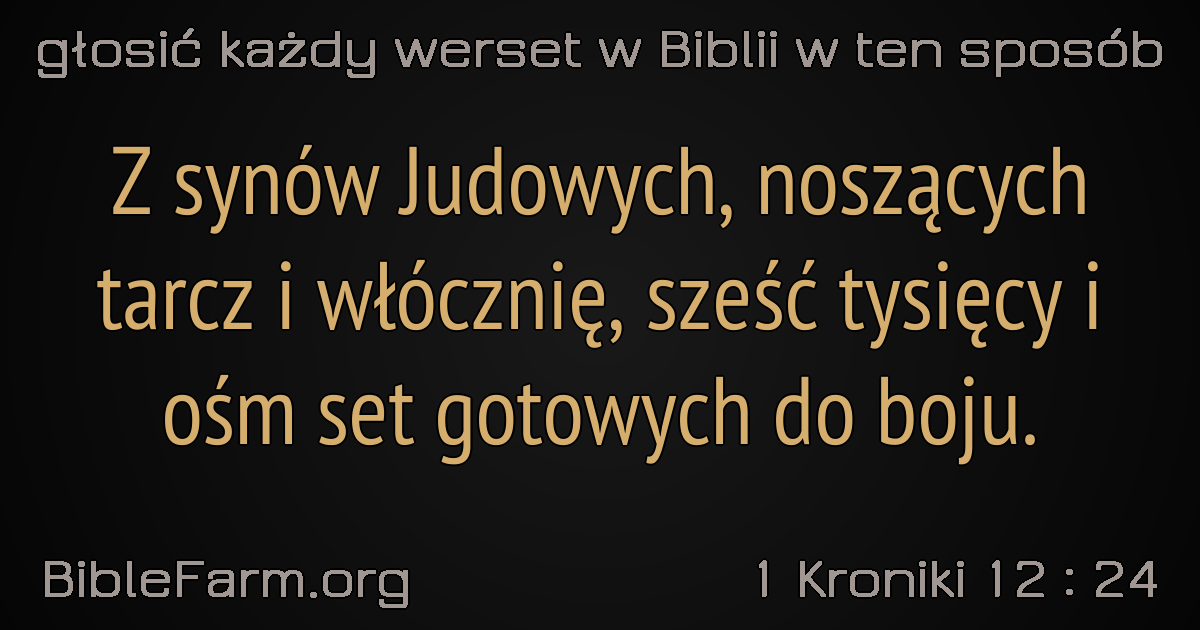 głosić każdy werset w Biblii w ten sposób
Z synów Judowych, noszących
tarcz i włócznię, sześć tysięcy i
ośm set gotowych do boju.
BibleFarm.org
1 Kroniki 12 : 24